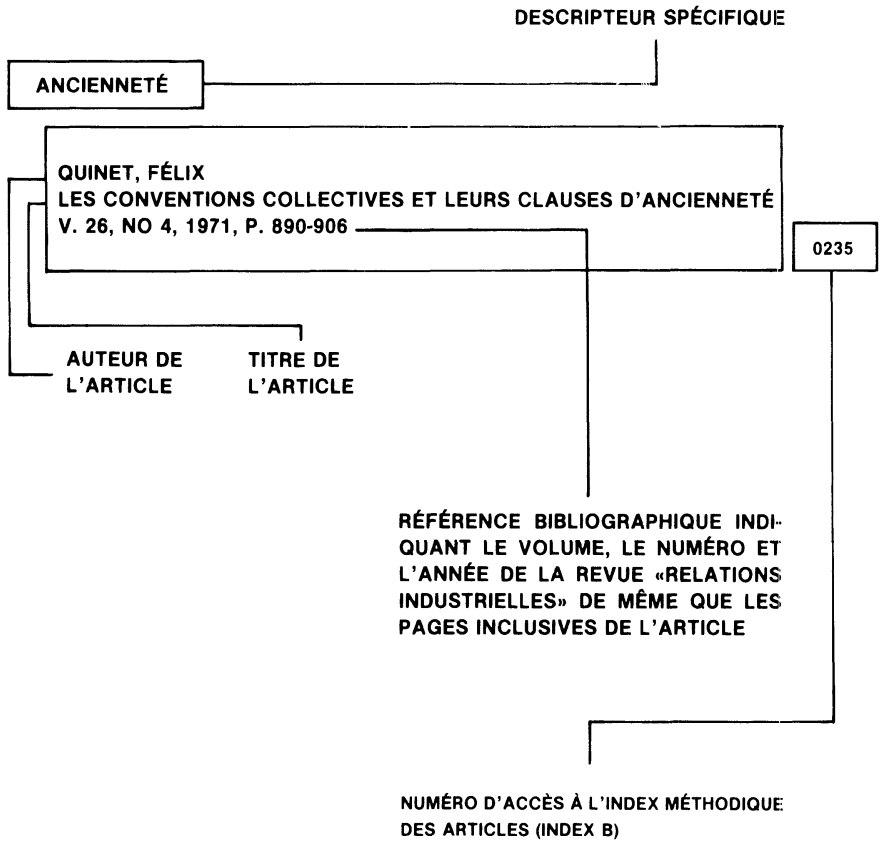 DESCRIPTEUR SPÉCIFIQUE
ANCIENNETÉ
QUINET, FÉLIX
LES CONVENTIONS COLLECTIVES ET LEURS CLAUSES D'ANCIENNETÉ
V. 26, NO 4, 1971, P. 890-906
0235
AUTEUR DE
L'ARTICLE
TITRE DE
L'ARTICLE
RÉFÉRENCE BIBLIOGRAPHIQUE INDI-
QUANT LE VOLUME, LE NUMÉRO ET
L'ANNÉE DE LA REVUE «RELATIONS
INDUSTRIELLES» DE MÊME QUE LES
PAGES INCLUSIVES DE L'ARTICLE
NUMÉRO D'ACCÈS À L'INDEX MÉTHODIQUE
DES ARTICLES (INDEX B)